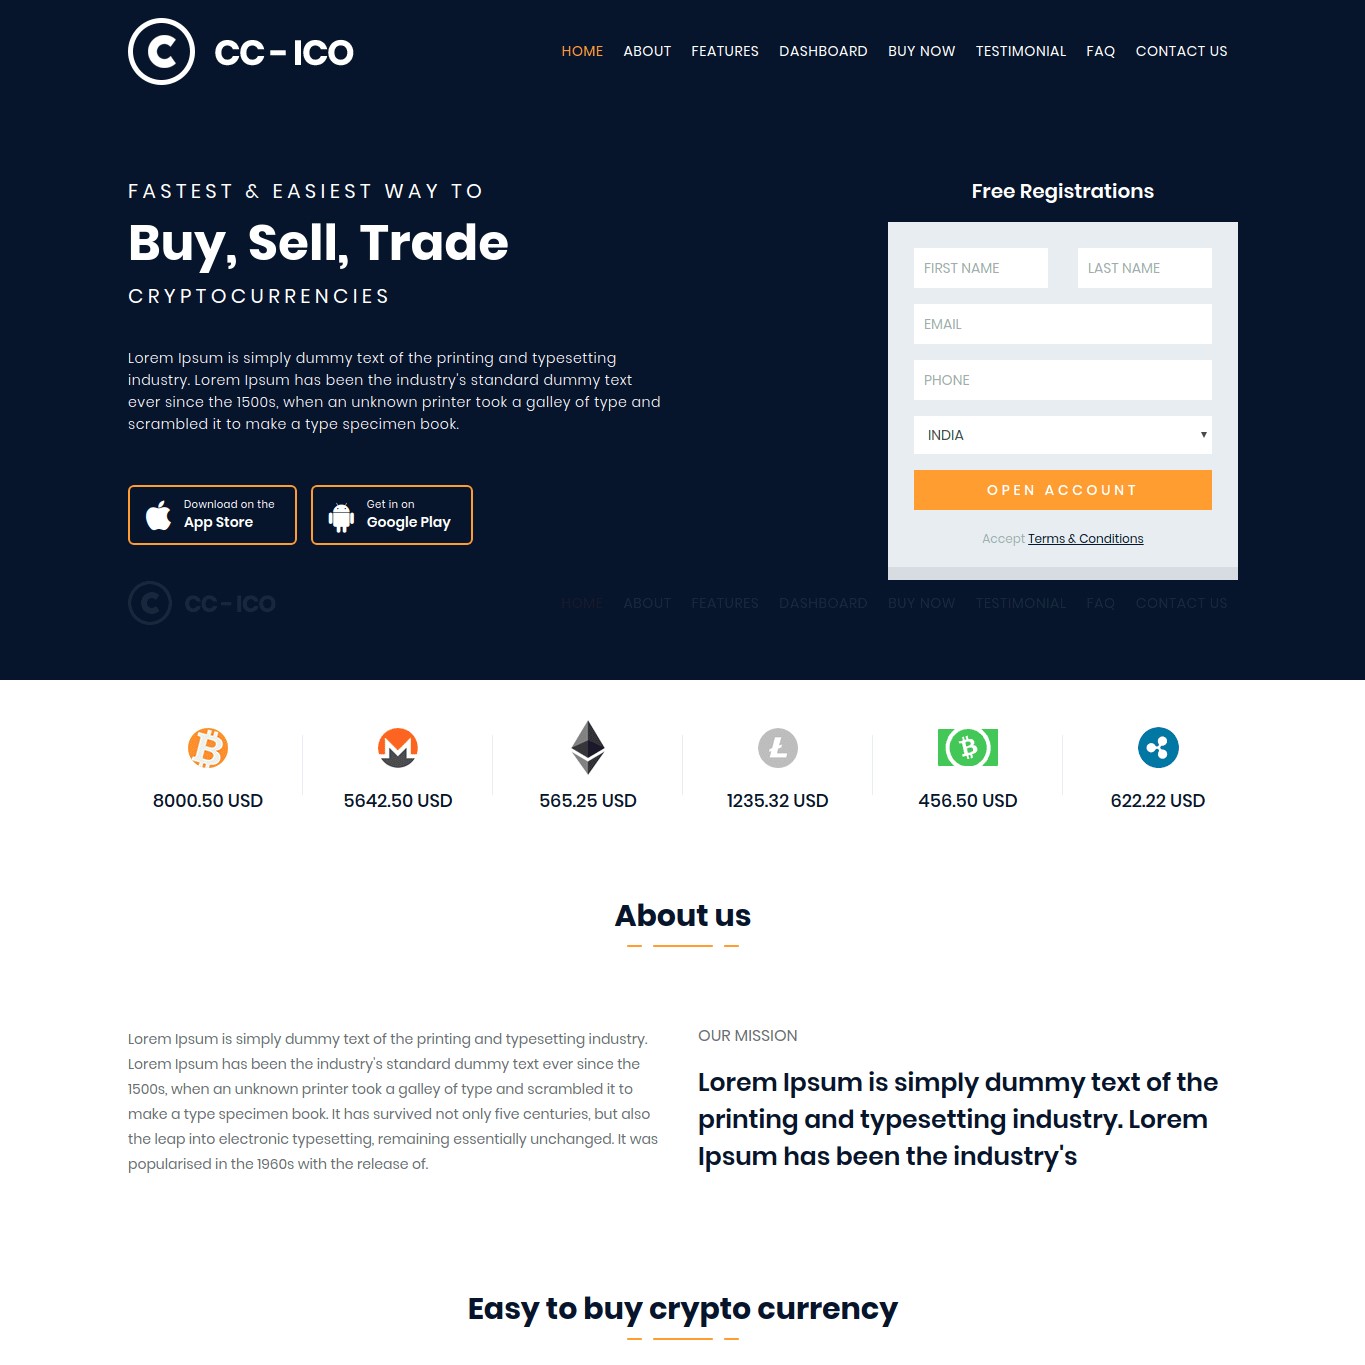 CC - ICO
HOME ABOUT FEATURES DASHBOARD BUY NOW TESTIMONIAL FAQ CONTACT US
FASTEST & EASIEST WAY TO
Buy, Sell, Trade
CRYPTOCURRENCIES
Lorem Ipsum is simply dummy text of the printing and typesetting
industry. Lorem Ipsum has been the industry's standard dummy text
ever since the 1500s, when an unknown printer took a galley of type and
scrambled it to make a type specimen book.
Download on the
App Store
Get in on
Google Play
Free Registrations
FIRST NAME LAST NAME
EMAIL
PHONE
INDIA
OPEN ACCOUNT
Accept Terms & Conditions
CC - ICO
HOME ABOUT FEATURES DASHBOARD BUY NOW TESTIMONIAL FAQ CONTACT US
8000.50 USD 5642.50 USD 565.25 USD 1235.32 USD 456.50 USD 622.22 USD
About us
Lorem Ipsum is simply dummy text of the printing and typesetting industry.
Lorem Ipsum has been the industry's standard dummy text ever since the
1500s, when an unknown printer took a galley of type and scrambled it to
make a type specimen book. It has survived not only five centuries, but also
the leap into electronic typesetting, remaining essentially unchanged. It was
popularised in the 1960s with the release of.
OUR MISSION
Lorem Ipsum is simply dummy text of the
printing and typesetting industry. Lorem
Ipsum has been the industry's
Easy to buy crypto currency